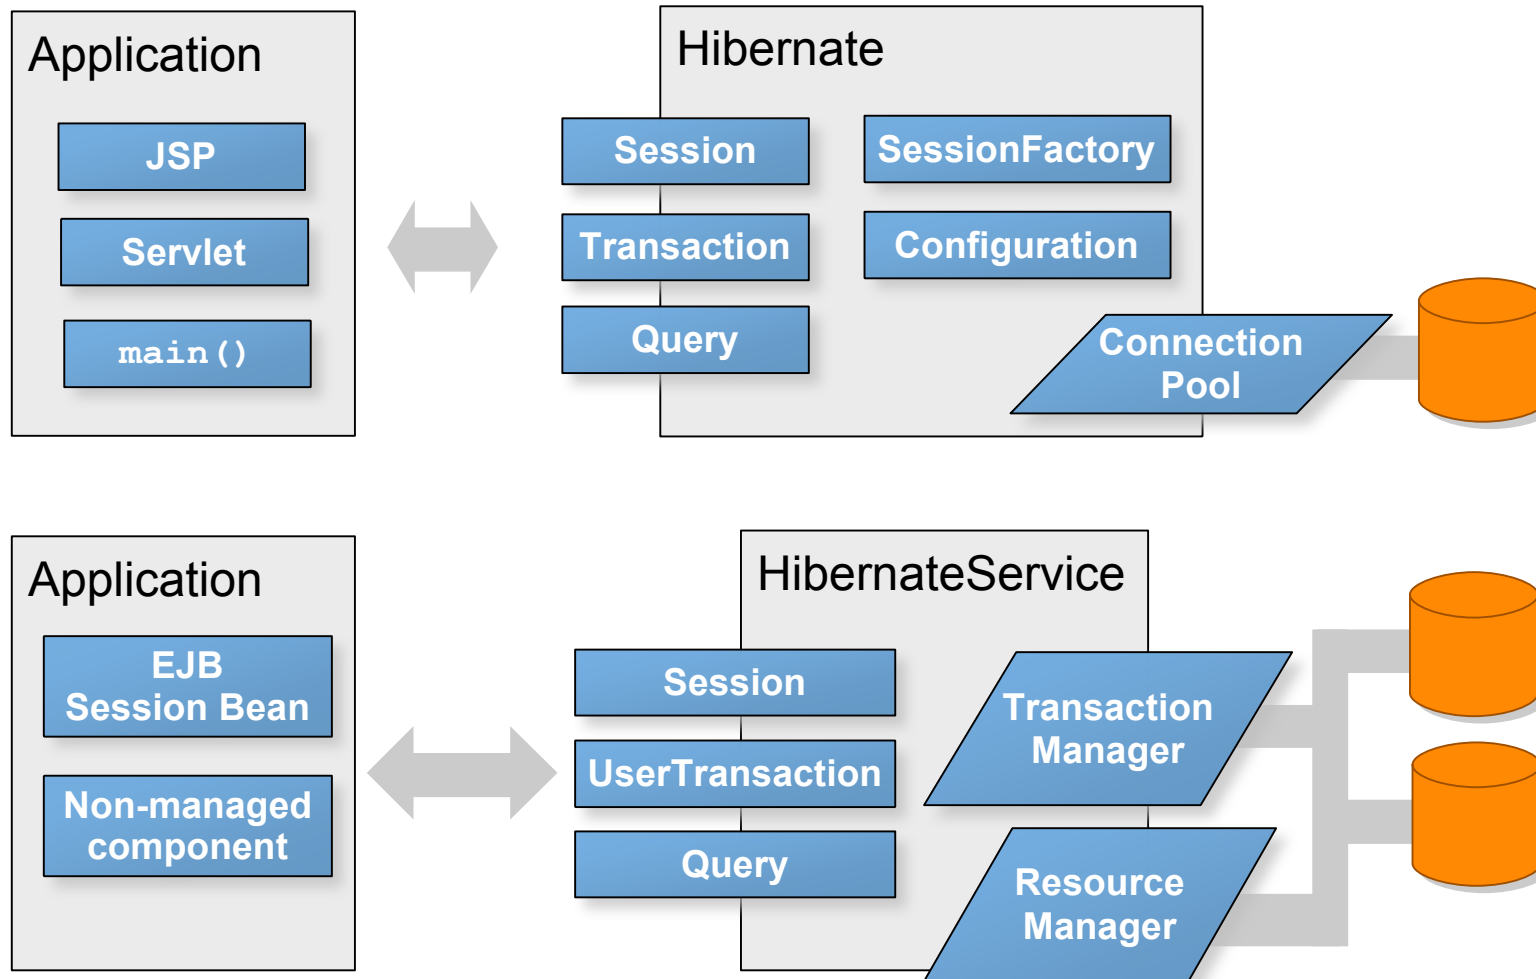 Application
JSP
Servlet
main()
Hibernate
Session
Transaction
Query
SessionFactory
Configuration
Connection
Pool
Application
EJB
Session Bean
Non-managed
component
HibernateService
Session
UserTransaction
Query
Transaction
Manager
Resource
Manager